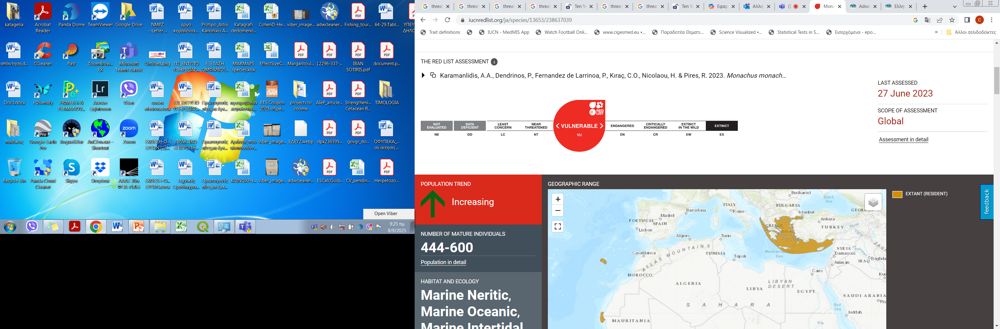 katagelia
Acrobat Reader
Panda Dome
TeamViewer
Google Drive
NMPZ --Letter ...
εργο κεφαλονια...
Protipo_Aitisi Kanonikis A...
Katagrafi dedomeno...
CohenD-He...
viber_image...
adwcleaner...
Fishing_tour...
64-29.Tabl...
απάντηση.d...
CCleaner
Past
ZoomBrow... EX
Microsoft Teams classic
Untitled.png
Π1_ΕΝΤΥΠΟ ΥΠΗΡΕΣΙΑΣ...
ΕΞΕΤΑΣΗ ΟΜΦΑΛΙΟΥ...
MARMAPS species.xlsx
EffectSizeC...
Margaritoul...
12296-337-...
IBAN SOTIRIS.pdf
document.p...
Doc3.docx
FDiversity
PRIMER 6 & PERMANOV...
Adobe Lightroom
Viber
codes efedros.docx
Π1_ΕΝΤΥΠΟ ΥΠΗΡΕΣΙΑΣ...
Πρωτογενές αίτημα έγκ...
αγκυροβολια κεφαλονια...
BTS Coupon 2025 ofipe...
projects to coome
AIeP_article...
Strengtheni... Cetacean R...
TIMOLOGIA
παιδικος
Google Earth Pro
RogueKiller
AnClim.exe - Shortcut
Zoom
ΕΚΘΕΣΗ-Ο... ΕΡΓΩΝ (1)....
ΠΡΑΚΤΙΚΟ ΕΠΙΤΡΟΠΗ...
Πρωτογενές αίτημα έγκ...
Δράσεις που υλοποιούντ...
viber_image...
ΕΔΕΥ2.webp
dpk236395...
govgr_do...
ΟΦΥΠΕΚΑ_... σε αίτηση ...
Recycle Bin
Panda Cloud Cleaner
Skype
Dropbox
ΑΑΔΕ 39α ΦΠΑ v1.0.5
ΕΚΘΕΣΗ-Ο... ΕΡΓΩΝ.docx
Τεχνικές Προδιαγρα...
Πρωτογενές αίτημα έγκ...
ΚΟΙΝΟΧΡΗ...
viber_image...
adwcleaner...
ESCalcGuid...
CV_pendin...
Herpetozo...
Open Viber
9:25 πμ
8/9/2025
threat
threat
threat
threat
Ten Y
threat
threa
Ten Y
Εφαρ
Αλλη
Mona
Adva
Ελλην
iucnredlist.org/ja/species/13653/238637039
Trait definitions
IUCN - MedMIS App
Watch Football Onli...
www.cigesmed.eu •...
Παραδοτέα Θεματι...
Science Visualized •...
Statistical Tests in S...
Εισερχόμενα - epo...
»
Άλλοι σελιδοδείκτες
THE RED LIST ASSESSMENT
Karamanlidis, A.A., Dendrinos, P., Fernandez de Larrinoa, P., Kıraç, C.O., Nicolaou, H. & Pires, R. 2023. Monachus monach...
LAST ASSESSED
27 June 2023
SCOPE OF ASSESSMENT
Global
Assessment in detail
RED LIST
NOT EVALUATED
DATA DEFICIENT
LEAST CONCERN
NEAR THREATENED
< VULNERABLE >
ENDANGERED
CRITICALLY ENDANGERED
EXTINCT IN THE WILD
EXTINCT
NE
DD
LC
NT
VU
EN
CR
EW
EX
POPULATION TREND
Increasing
NUMBER OF MATURE INDIVIDUALS
444-600
Population in detail
HABITAT AND ECOLOGY
Marine Neritic,
Marine Oceanic,
Marine Intertidal
GEOGRAPHIC RANGE
EXTANT (RESIDENT)
feedback
Bucharest
Black Sea
ITALY
BULGARIA
Barcelona
Rome
Istanbul
Madrid
Ankara
PORTUGAL
SPAIN
GREECE
TURKEY
Lisbon
Athens
Algiers
Tunis
SYRIA
Casablanca
ATLAS MOUNTAINS
TUNISIA
Mediterranean Sea
Damascus
Tripoli
IRAQ
Baghda
Amman
Cairo
MOROCCO
LIBYAN DESERT
ALGERIA
LIBYA
EGYPT
SAUDI ARABIA
SAHARA
Red Sea
Jeddah
MAURITANIA